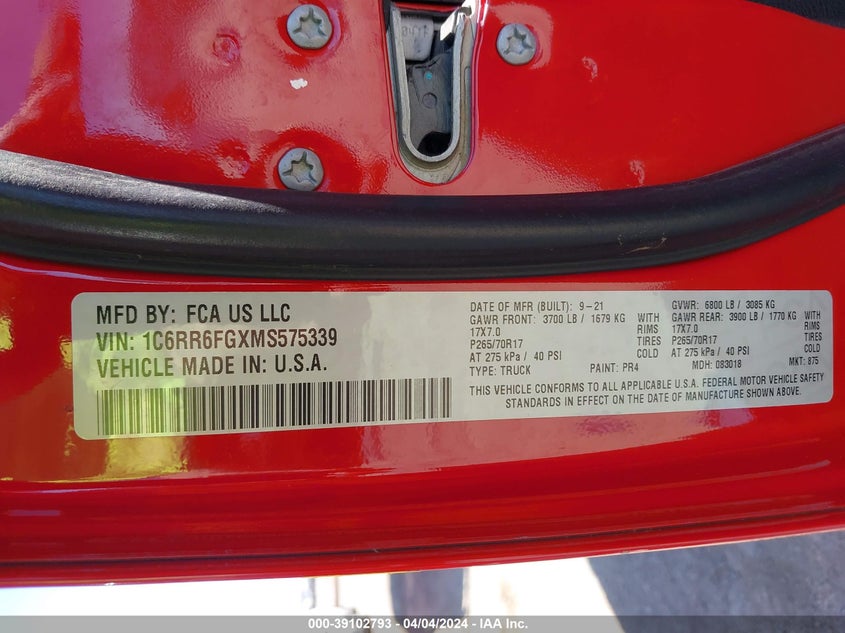 MFD BY: FCA US LLC
VIN: 1C6RR6FGXMS575339
VEHICLE MADE IN: U.S.A.
DATE OF MFR (BUILT): 9-21 GVWR: 6800 LB / 3085 KG
GAWR FRONT: 3700 LB / 1679 KG WITH GAWR REAR: 3900 LB / 1770 KG WITH
17X7.0 RIMS 17X7.0 RIMS
P265/70R17 TIRES P265/70R17 TIRES
AT 275 kPa / 40 PSI COLD AT 275 kPa / 40 PSI COLD
TYPE: TRUCK PAINT: PR4 MDH: 083018 MKT: 875
THIS VEHICLE CONFORMS TO ALL APPLICABLE U.S.A. FEDERAL MOTOR VEHICLE SAFETY
STANDARDS IN EFFECT ON THE DATE OF MANUFACTURE SHOWN ABOVE.
000-39102793 - 04/04/2024 - IAA Inc.